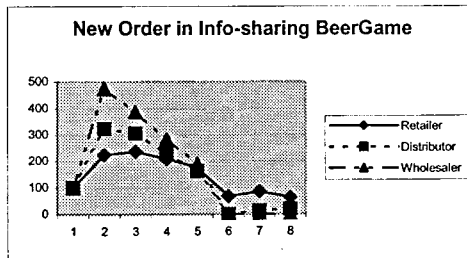 New Order in Info-sharing BeerGame
500
400
300
200
100
0
1 2 3 4 5 6 7 8
Retailer
Distributor
Wholesaler